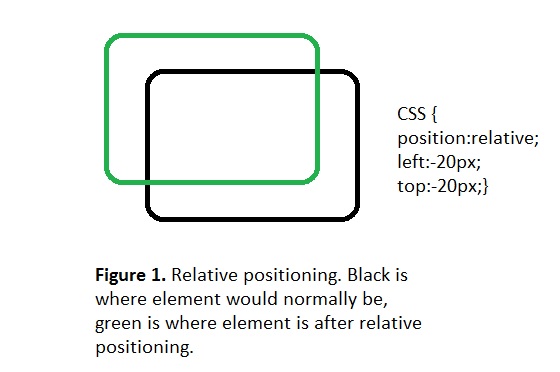 CSS {
position:relative;
left:-20px;
top:-20px;}
Figure 1. Relative positioning. Black is
where element would normally be,
green is where element is after relative
positioning.